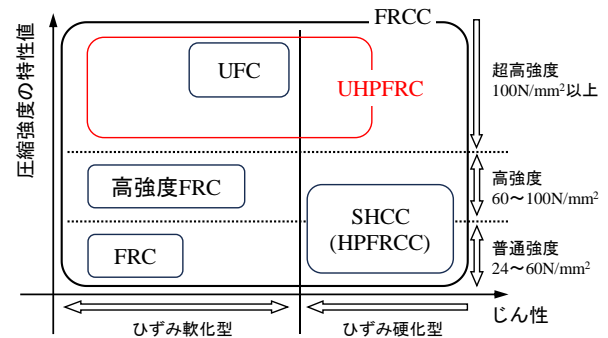 FRCC
圧縮強度の特性値
UFC
UHPFRC
超高強度
100N/mm²以上
高強度FRC
高強度
60～100N/mm²
SHCC
(HPFRCC)
FRC
普通強度
24～60N/mm²
じん性
ひずみ軟化型
ひずみ硬化型